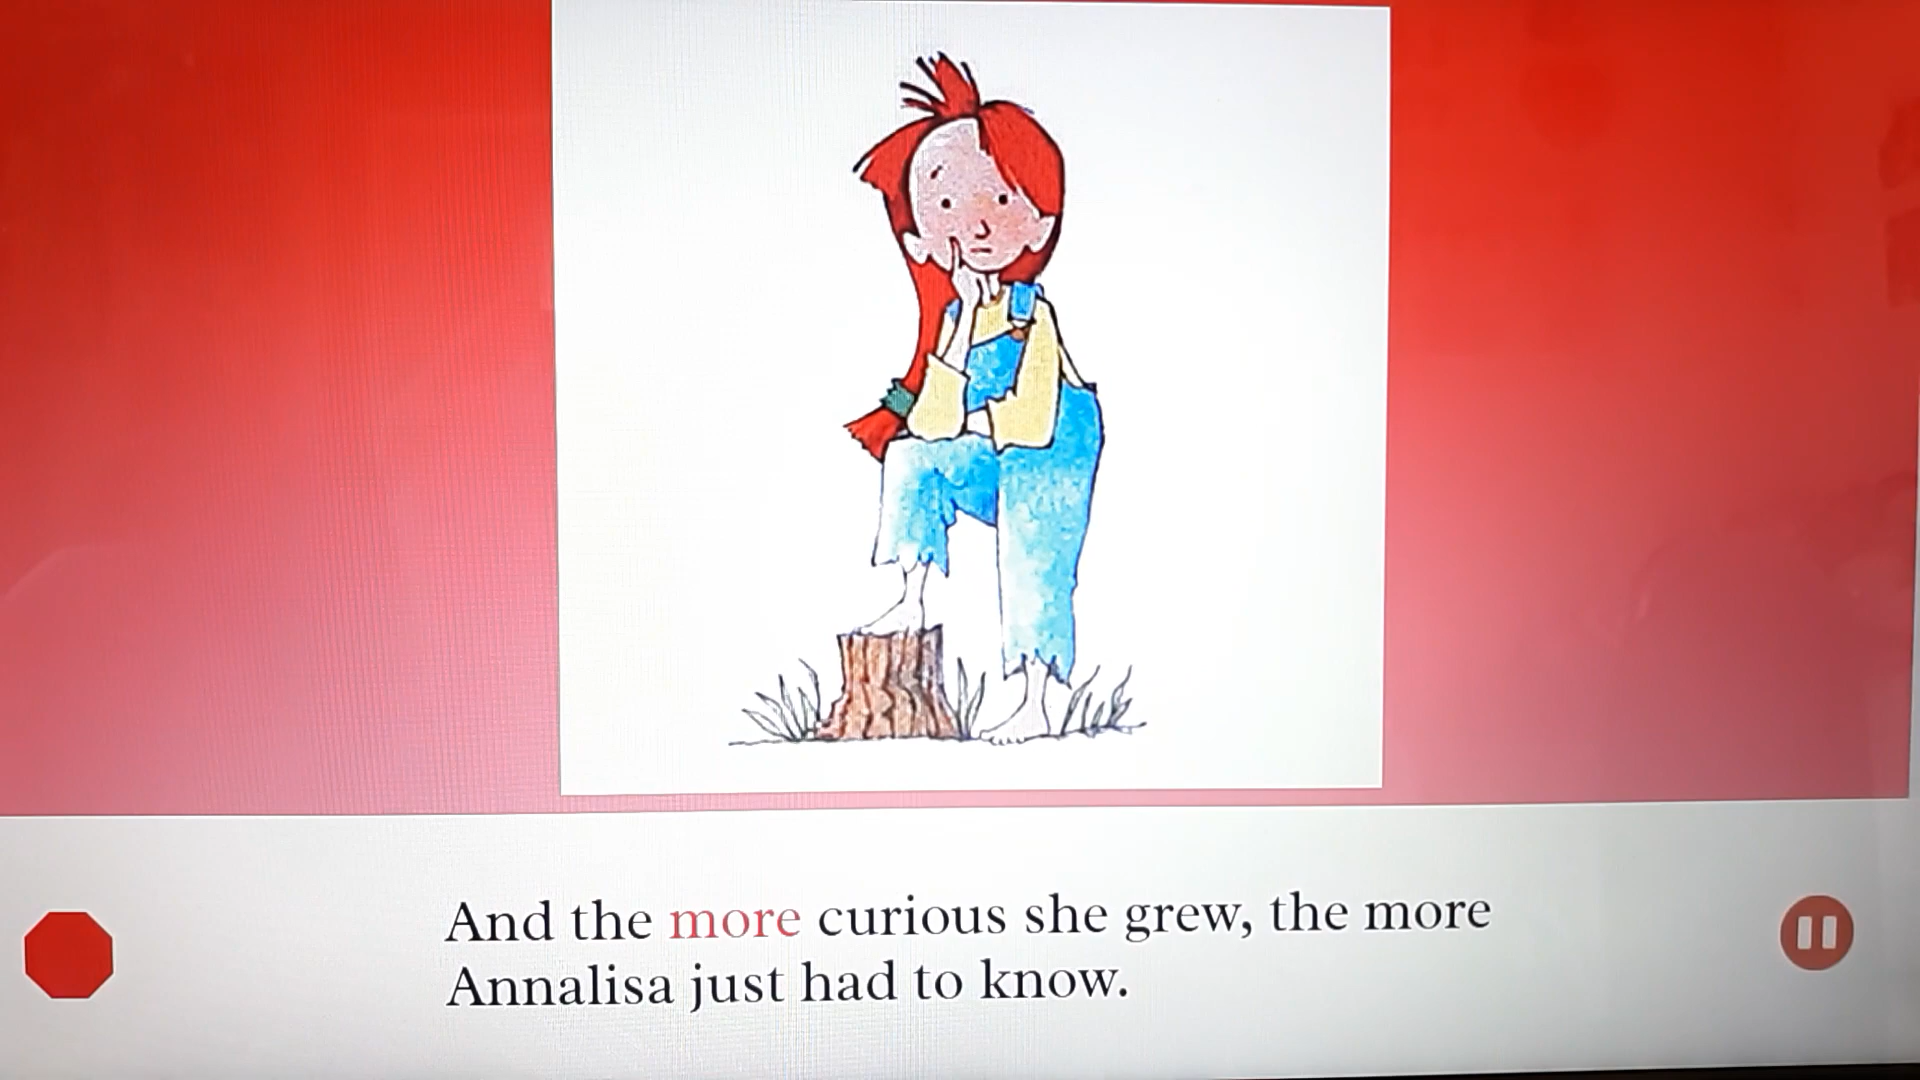 And the more curious she grew, the more
Annalisa just had to know.